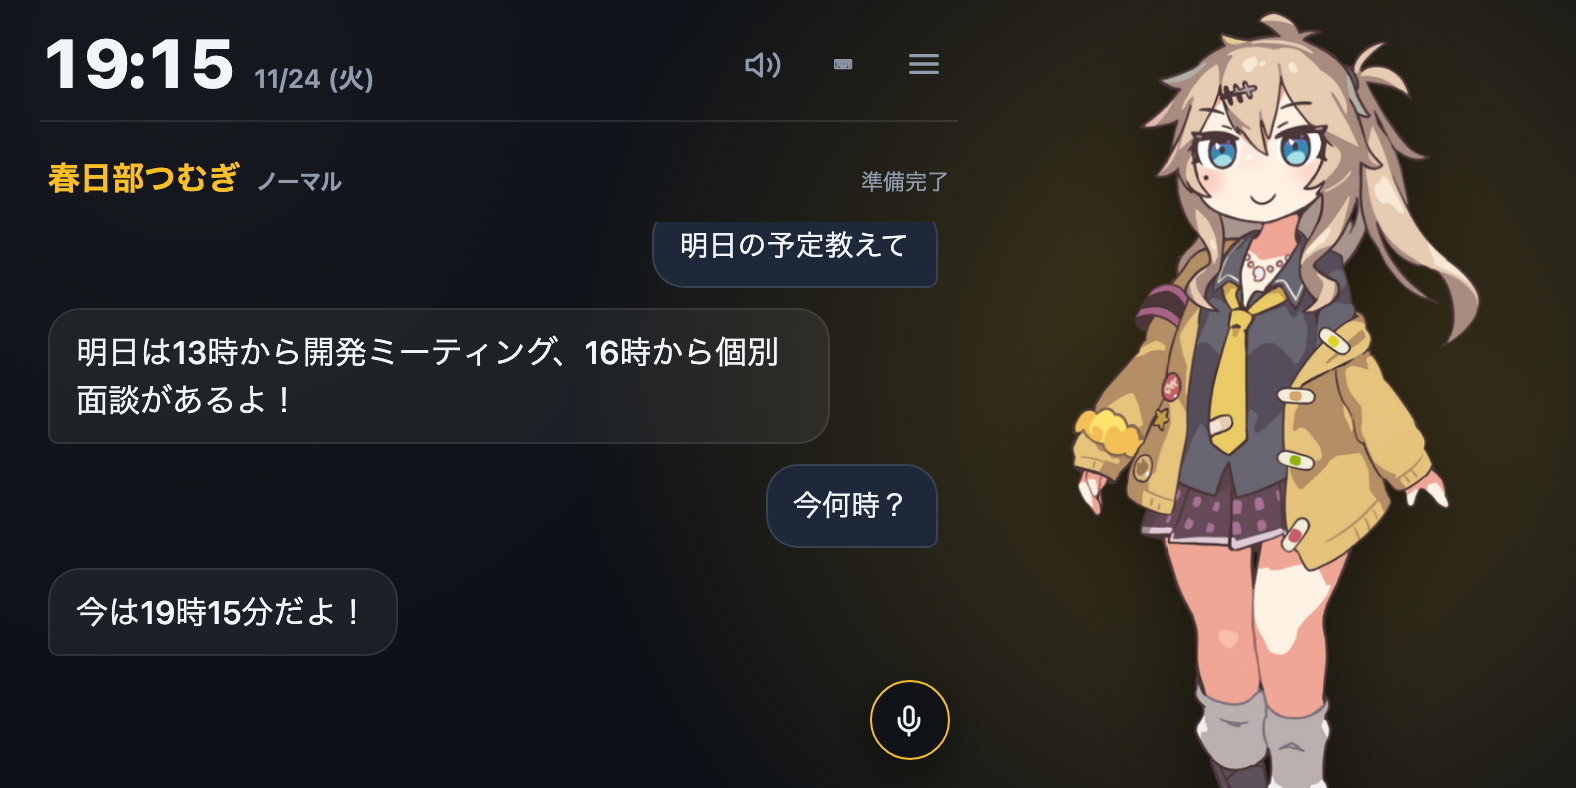 19:15 11/24 (火)
春日部つむぎ ノーマル 準備完了
明日の予定教えて
明日は13時から開発ミーティング、16時から個別
面談があるよ！
今何時？
今は19時15分だよ！